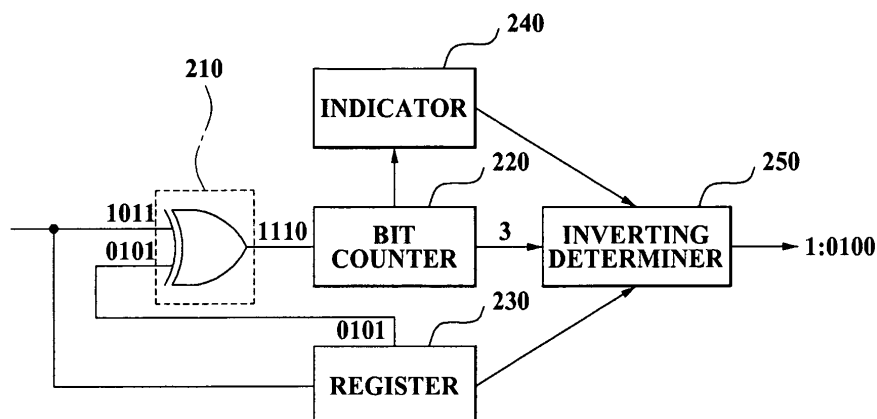 240
210
INDICATOR
220
250
1011
0101
1110
BIT
COUNTER
3
INVERTING
DETERMINER
1:0100
230
0101
REGISTER